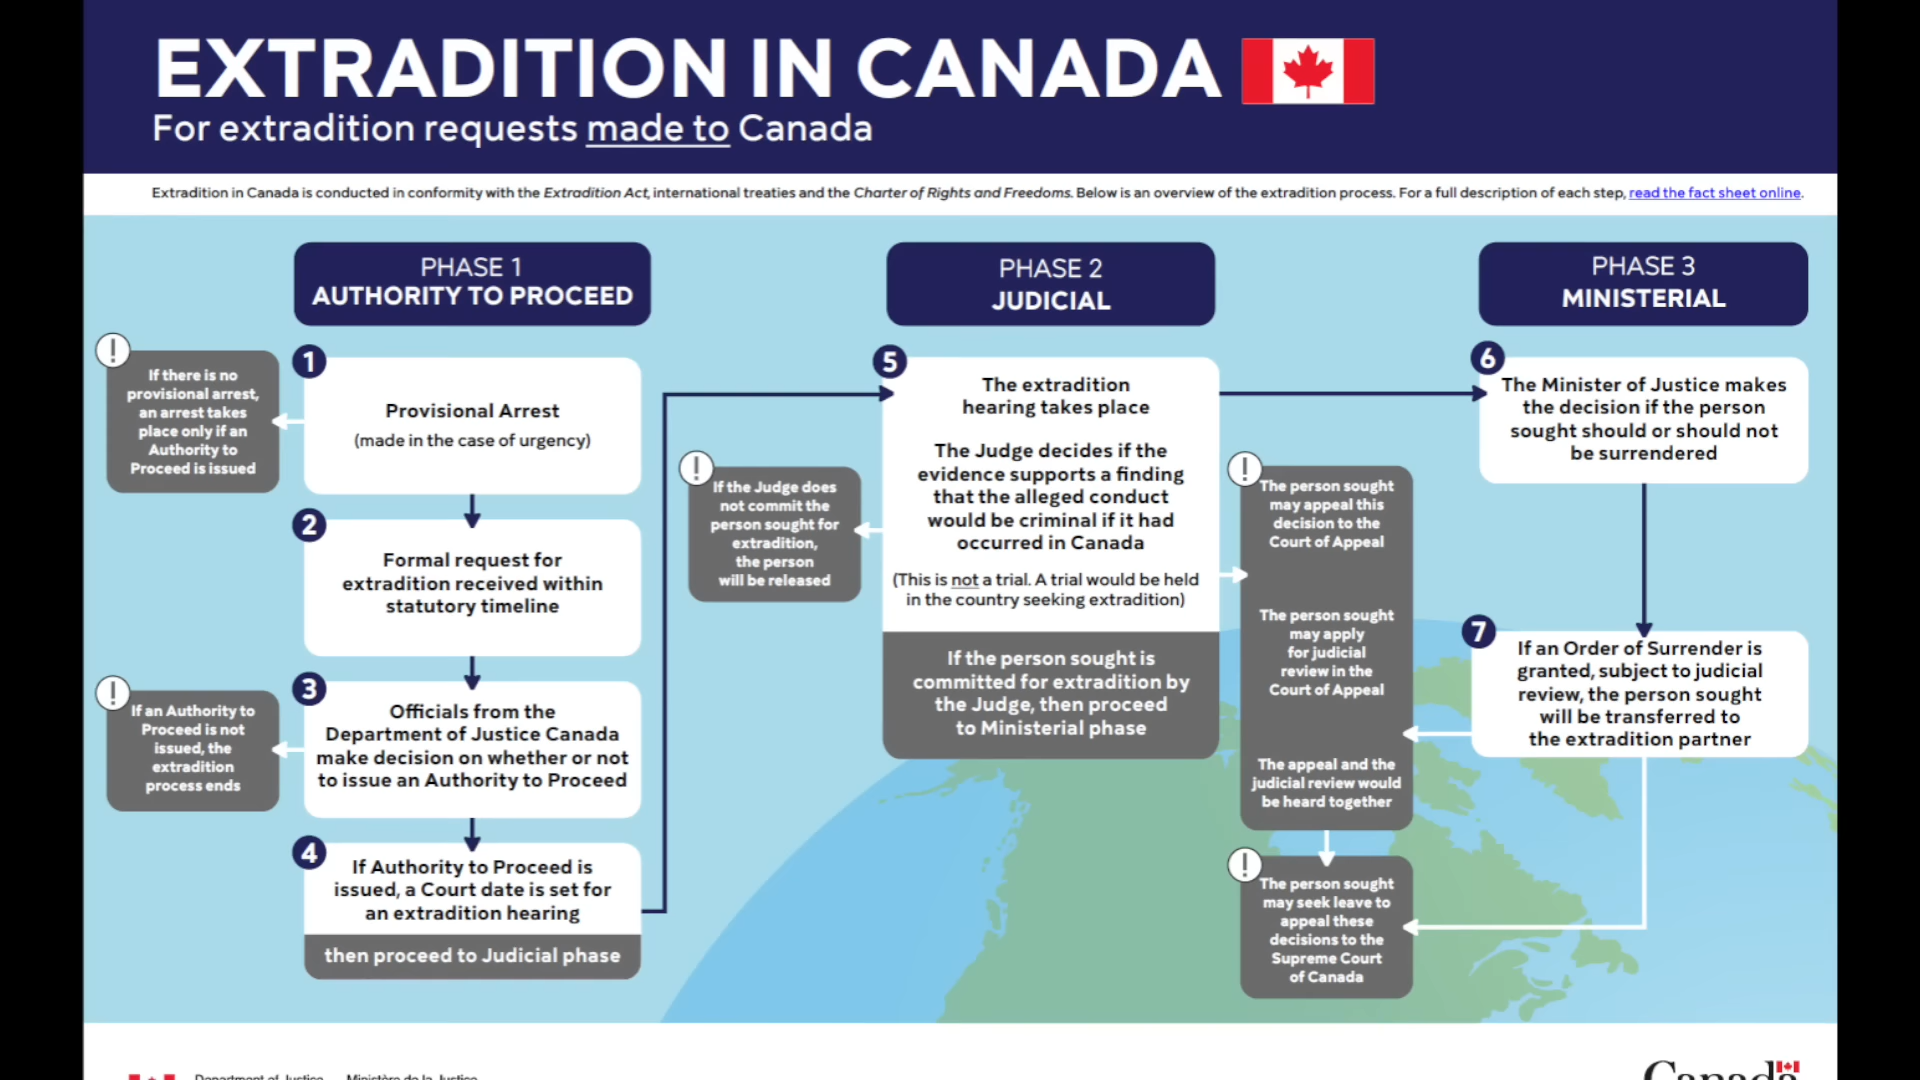 EXTRADITION IN CANADA
For extradition requests made to Canada
Extradition in Canada is conducted in conformity with the Extradition Act, international treaties and the Charter of Rights and Freedoms. Below is an overview of the extradition process. For a full description of each step, read the fact sheet online.
PHASE 1
AUTHORITY TO PROCEED
!
If there is no
provisional arrest,
an arrest takes
place only if an
Authority to
Proceed is issued
1
Provisional Arrest
(made in the case of urgency)
2
Formal request for
extradition received within
statutory timeline
!
If an Authority to
Proceed is not
issued, the
extradition
process ends
3
Officials from the
Department of Justice Canada
make decision on whether or not
to issue an Authority to Proceed
4
If Authority to Proceed is
issued, a Court date is set for
an extradition hearing
then proceed to Judicial phase
PHASE 2
JUDICIAL
5
The extradition
hearing takes place
The Judge decides if the
evidence supports a finding
that the alleged conduct
would be criminal if it had
occurred in Canada
(This is not a trial. A trial would be held
in the country seeking extradition)
If the person sought is
committed for extradition by
the Judge, then proceed
to Ministerial phase
!
If the Judge does
not commit the
person sought for
extradition,
the person
will be released
!
The person sought
may appeal this
decision to the
Court of Appeal
The person sought
may apply
for judicial
review in the
Court of Appeal
The appeal and the
judicial review would
be heard together
!
The person sought
may seek leave to
appeal these
decisions to the
Supreme Court
of Canada
PHASE 3
MINISTERIAL
6
The Minister of Justice makes
the decision if the person
sought should or should not
be surrendered
7
If an Order of Surrender is
granted, subject to judicial
review, the person sought
will be transferred to
the extradition partner
Department of Justice
Ministère de la Justice
Canada